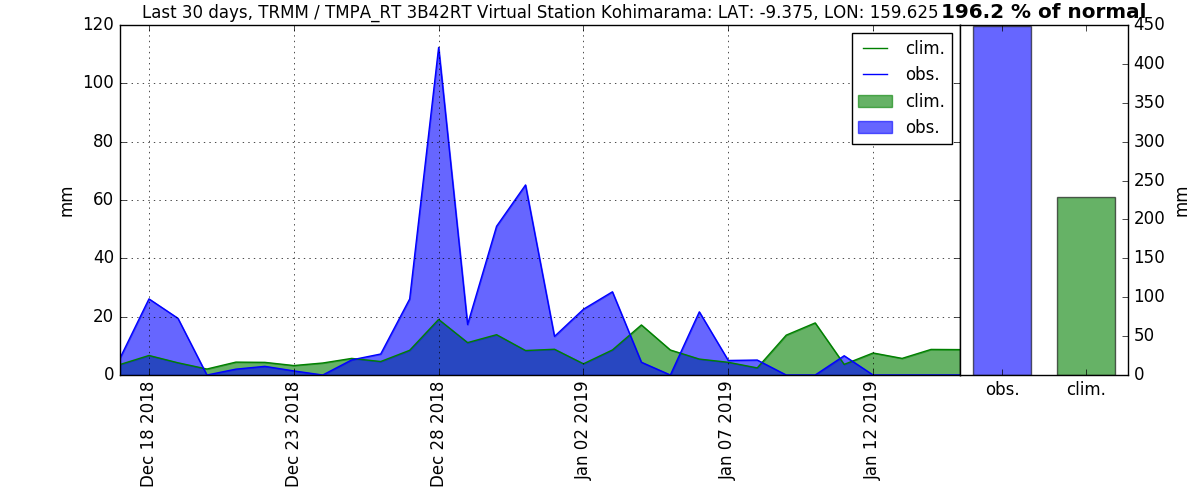 Last 30 days, TRMM / TMPA_RT 3B42RT Virtual Station Kohimarama: LAT: -9.375, LON: 159.625 196.2 % of normal
120
100
80
60
40
20
0
mm
clim.
obs.
clim.
obs.
Dec 18 2018
Dec 23 2018
Dec 28 2018
Jan 02 2019
Jan 07 2019
Jan 12 2019
450
400
350
300
250
200
150
100
50
0
mm
obs.
clim.